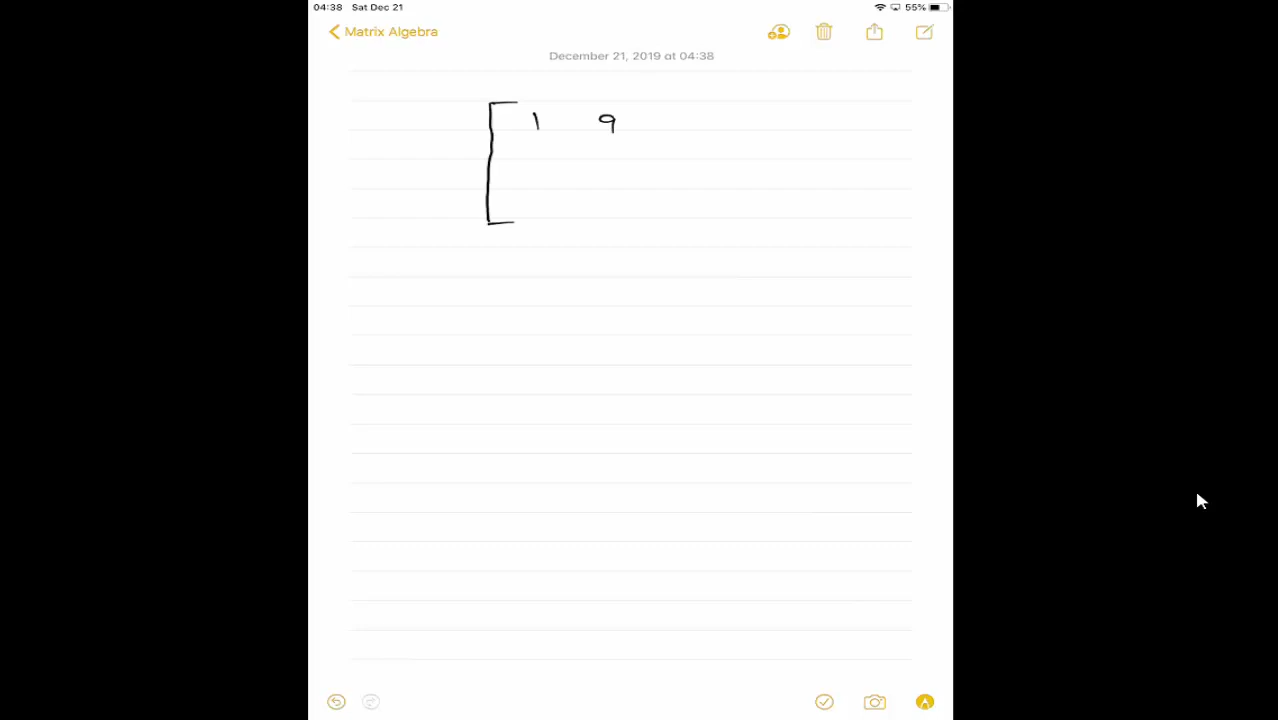 04:38 Sat Dec 21 55%
Matrix Algebra
December 21, 2019 at 04:38
[ 1 9